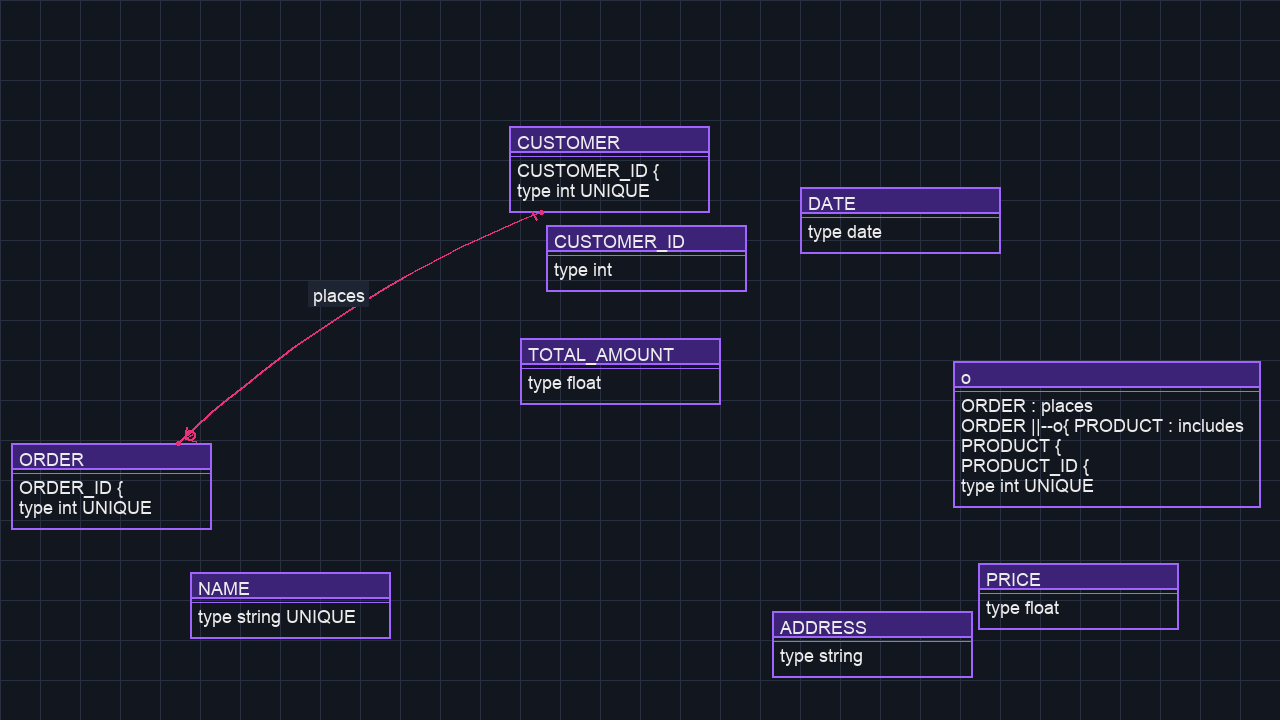 CUSTOMER
CUSTOMER_ID {
type int UNIQUE
DATE
type date
CUSTOMER_ID
type int
places
TOTAL_AMOUNT
type float
o
ORDER : places
ORDER ||--o{ PRODUCT : includes
PRODUCT {
PRODUCT_ID {
type int UNIQUE
ORDER
ORDER_ID {
type int UNIQUE
NAME
type string UNIQUE
PRICE
type float
ADDRESS
type string